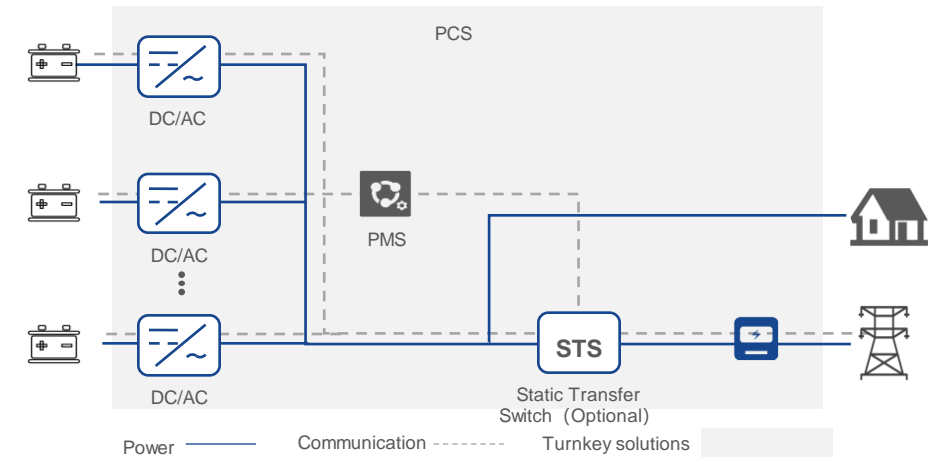 PCS
DC/AC
DC/AC
PMS
DC/AC
STS
Static Transfer
Switch（Optional）
Power
Communication
Turnkey solutions